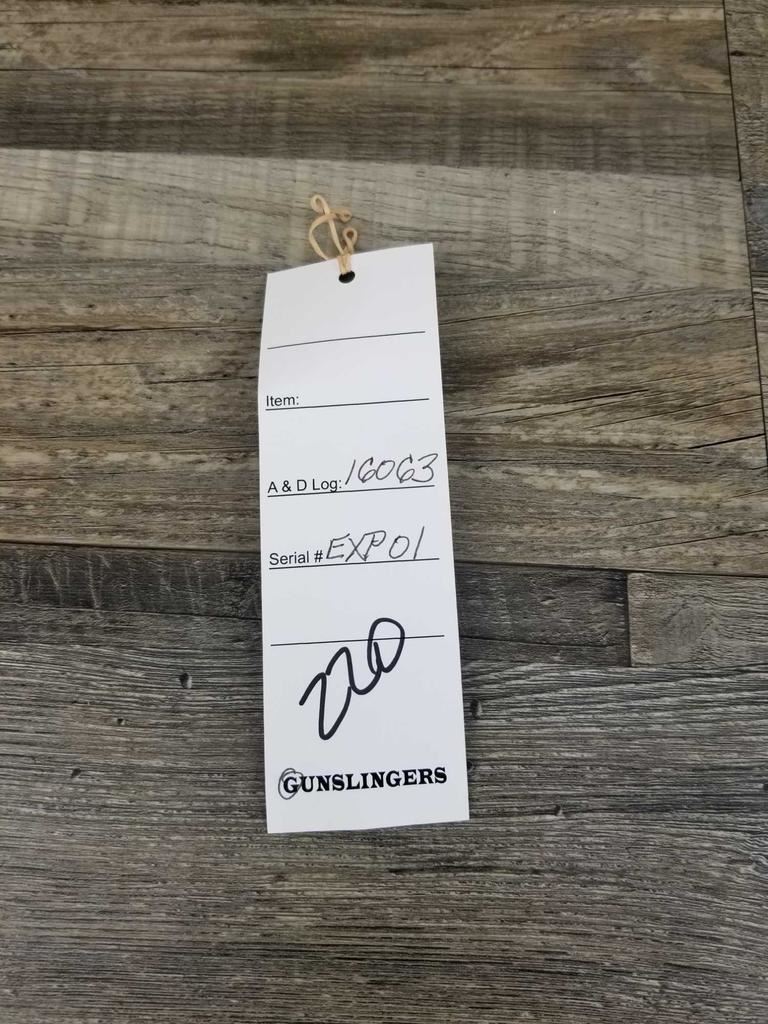 Item:
A & D Log: 16063
Serial # EXP01
220
GUNSLINGERS